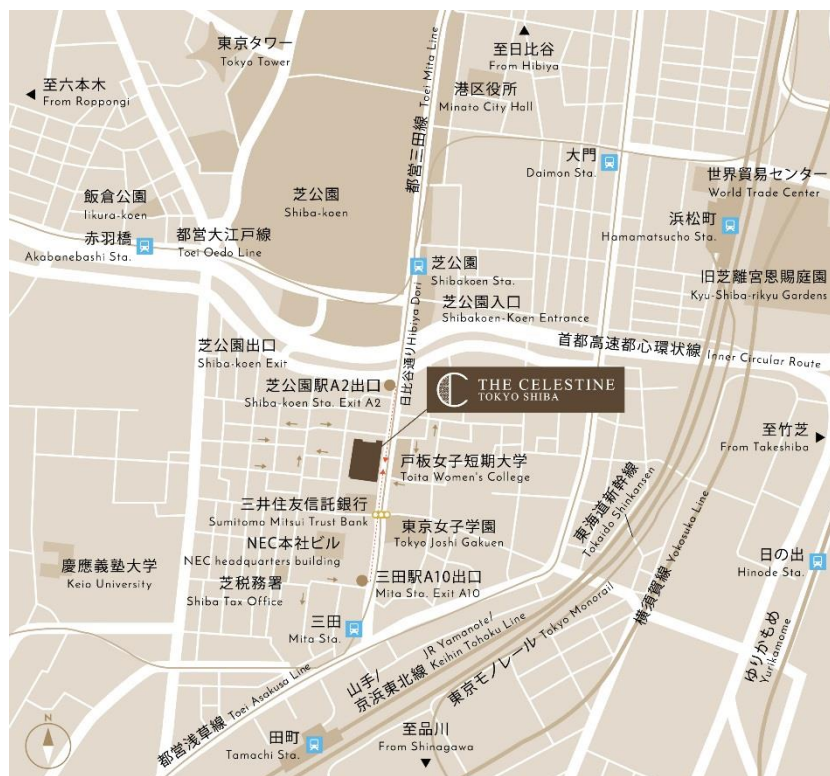 東京タワー
Tokyo Tower
至日比谷
From Hibiya
都営三田線 Toei Mita Line
至六本木
From Roppongi
港区役所
Minato City Hall
大門
Daimon Sta.
世界貿易センター
World Trade Center
飯倉公園
Iikura-koen
芝公園
Shiba-koen
浜松町
Hamamatsucho Sta.
赤羽橋
Akabanebashi Sta.
都営大江戸線
Toei Oedo Line
芝公園
Shibakoen Sta.
旧芝離宮恩賜庭園
Kyu-Shiba-rikyu Gardens
芝公園入口
Shibakoen-Koen Entrance
日比谷通り Hibiya Dori
首都高速都心環状線 Inner Circular Route
芝公園出口
Shiba-koen Exit
芝公園駅A2出口
Shiba-koen Sta. Exit A2
THE CELESTINE
TOKYO SHIBA
至竹芝
From Takeshiba
戸板女子短期大学
Toita Women's College
三井住友信託銀行
Sumitomo Mitsui Trust Bank
東京女子学園
Tokyo Joshi Gakuen
東海道新幹線
Tokaido Shinkansen
横須賀線 Yokosuka Line
NEC本社ビル
NEC headquarters building
慶應義塾大学
Keio University
日の出
Hinode Sta.
芝税務署
Shiba Tax Office
三田駅A10出口
Mita Sta. Exit A10
三田
Mita Sta.
JR Yamanote/
Keihin Tohoku Line
山手/
京浜東北線
東京モノレール Tokyo Monorail
ゆりかもめ
Yurikamome
都営浅草線 Toei Asakusa Line
田町
Tamachi Sta.
至品川
From Shinagawa
N